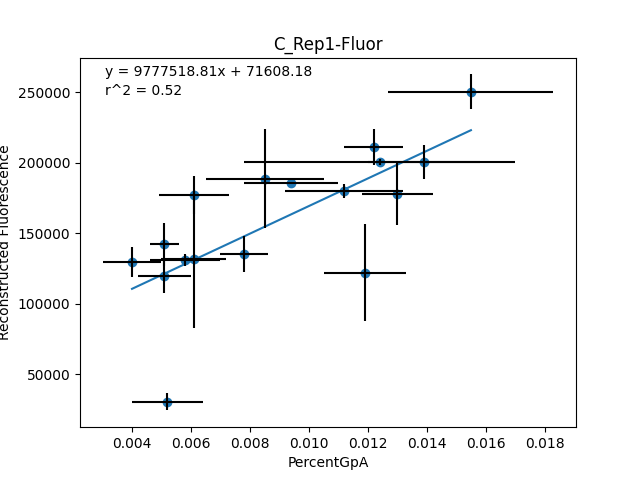 C_Rep1-Fluor
y = 9777518.81x + 71608.18
r^2 = 0.52
250000
200000
150000
100000
50000
Reconstructed Fluorescence
0.004 0.006 0.008 0.010 0.012 0.014 0.016 0.018
PercentGpA